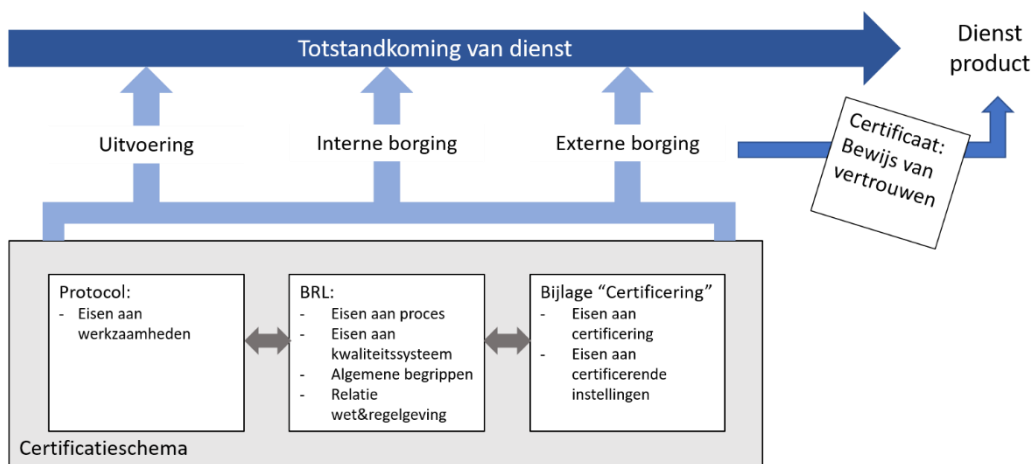 Totstandkoming van dienst
Dienst
product
Uitvoering
Interne borging
Externe borging
Certificaat:
Bewijs van
vertrouwen
Protocol:
- Eisen aan
werkzaamheden
BRL:
- Eisen aan proces
- Eisen aan
kwaliteitssysteem
- Algemene begrippen
- Relatie
wet&regelgeving
Bijlage “Certificering”
- Eisen aan
certificering
- Eisen aan
certificerende
instellingen
Certificatieschema